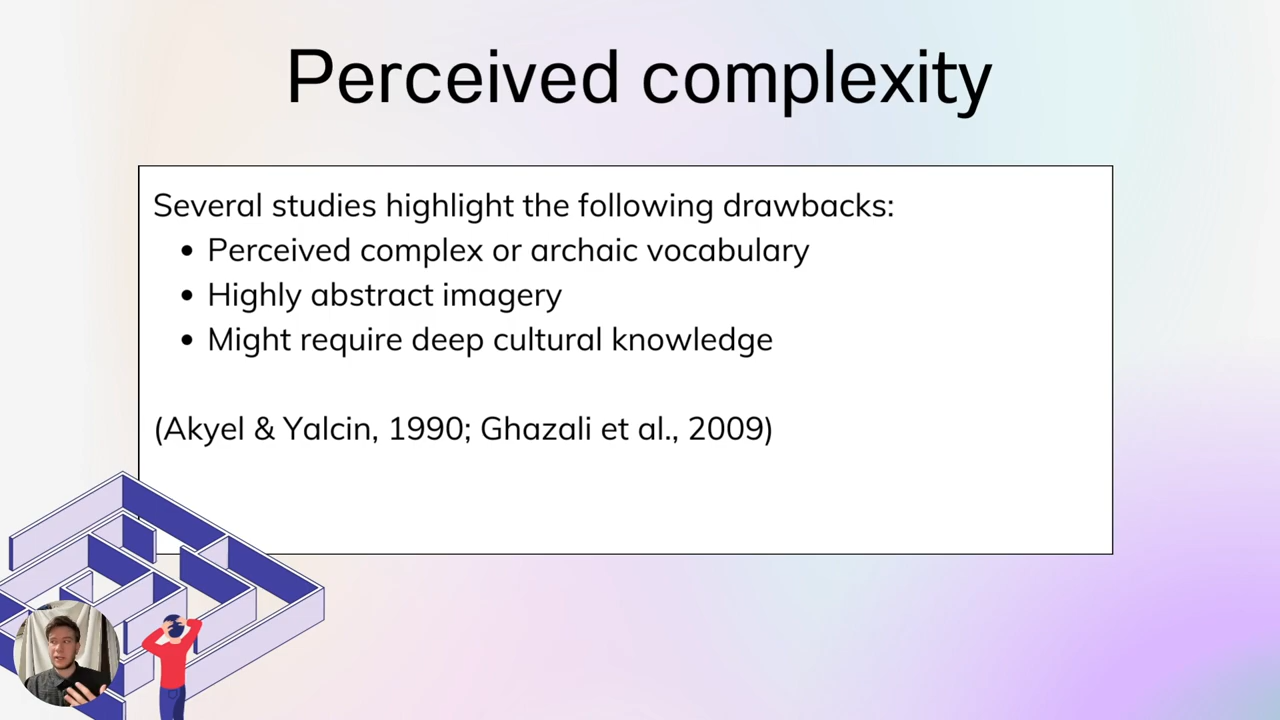 Perceived complexity
Several studies highlight the following drawbacks:
• Perceived complex or archaic vocabulary
• Highly abstract imagery
• Might require deep cultural knowledge
(Akyel & Yalcin, 1990; Ghazali et al., 2009)